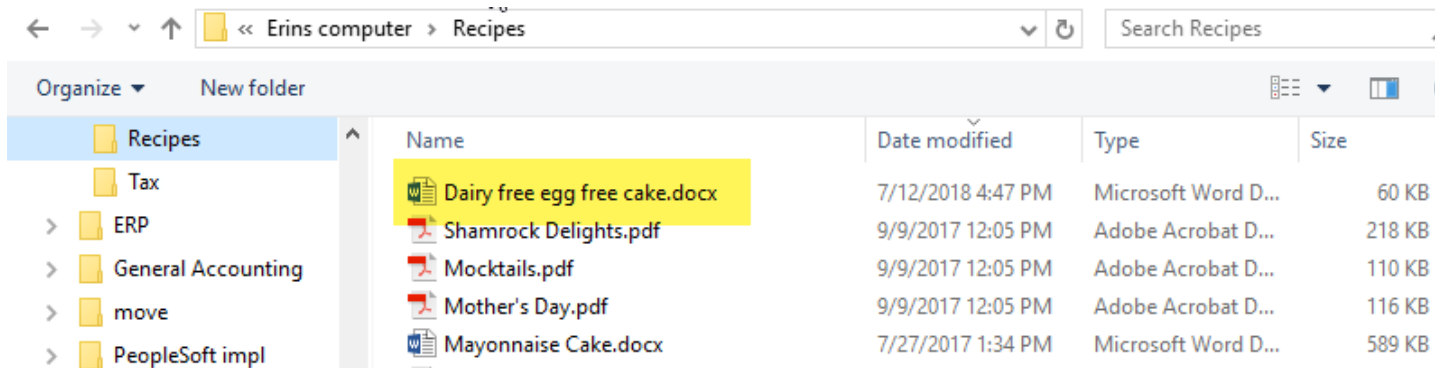 « Erins computer > Recipes Search Recipes
Organize New folder
Recipes Name Date modified Type Size
Tax Dairy free egg free cake.docx 7/12/2018 4:47 PM Microsoft Word D... 60 KB
ERP Shamrock Delights.pdf 9/9/2017 12:05 PM Adobe Acrobat D... 218 KB
General Accounting Mocktails.pdf 9/9/2017 12:05 PM Adobe Acrobat D... 110 KB
move Mother's Day.pdf 9/9/2017 12:05 PM Adobe Acrobat D... 116 KB
PeopleSoft impl Mayonnaise Cake.docx 7/27/2017 1:34 PM Microsoft Word D... 589 KB